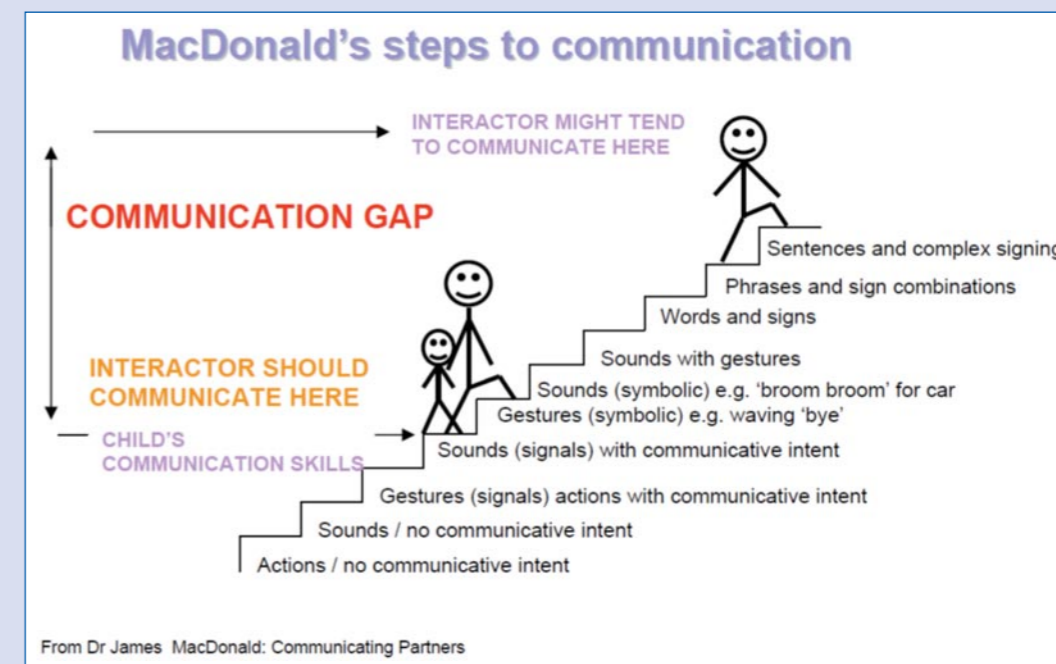 MacDonald's steps to communication
INTERACTOR MIGHT TEND
TO COMMUNICATE HERE
COMMUNICATION GAP
Sentences and complex signing
Phrases and sign combinations
Words and signs
Sounds with gestures
INTERACTOR SHOULD
COMMUNICATE HERE
Sounds (symbolic) e.g. 'broom broom' for car
Gestures (symbolic) e.g. waving 'bye'
CHILD'S
COMMUNICATION SKILLS
Sounds (signals) with communicative intent
Gestures (signals) actions with communicative intent
Sounds / no communicative intent
Actions / no communicative intent
From Dr James MacDonald: Communicating Partners